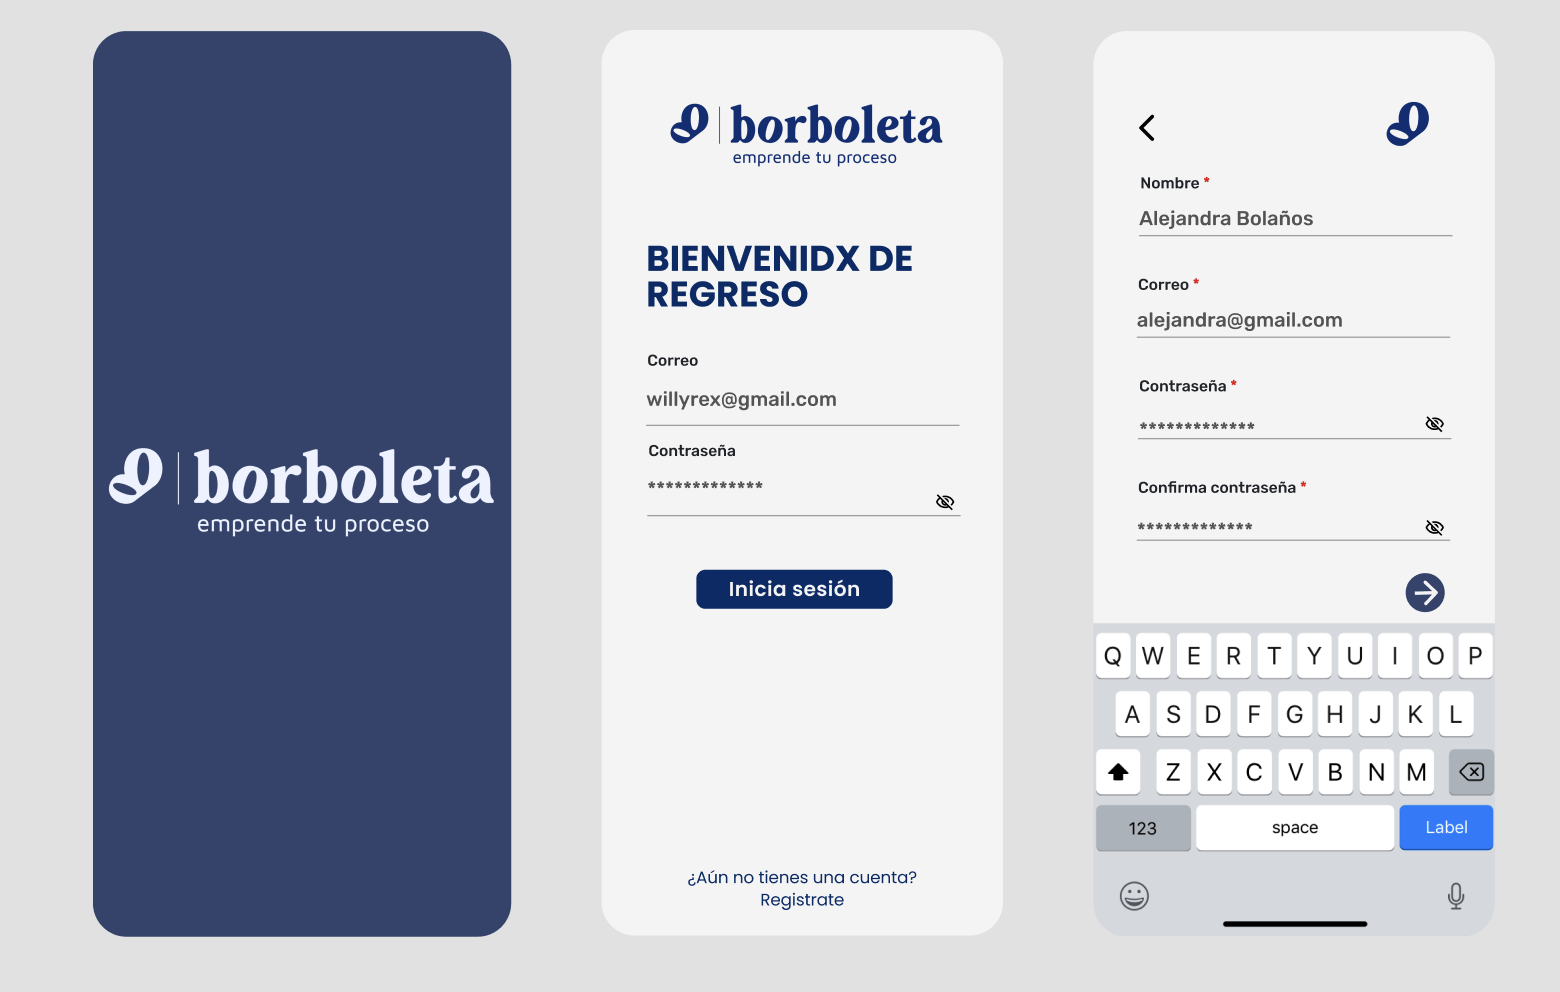 borboleta
emprende tu proceso
borboleta
emprende tu proceso
BIENVENIDX DE
REGRESO
Correo
willyrex@gmail.com
Contraseña
*************
Inicia sesión
¿Aún no tienes una cuenta?
Registrate
Nombre *
Alejandra Bolaños
Correo *
alejandra@gmail.com
Contraseña *
*************
Confirma contraseña *
*************
Q W E R T Y U I O P
A S D F G H J K L
Z X C V B N M
123 space Label